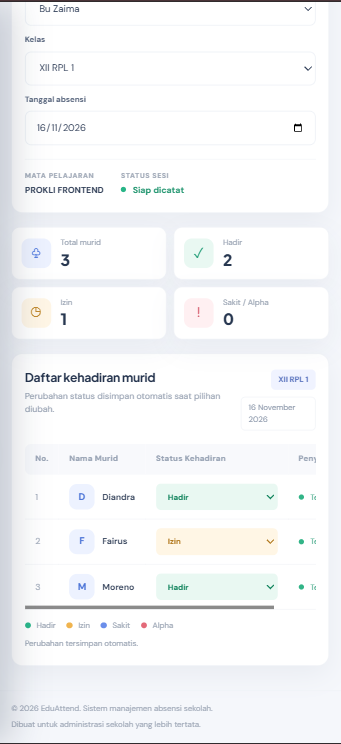 Bu Zaima
Kelas
XII RPL 1
Tanggal absensi
16/11/2026
MATA PELAJARAN STATUS SESI
PROKLI FRONTEND Siap dicatat
Total murid
3
Hadir
2
Izin
1
Sakit / Alpha
0
Daftar kehadiran murid
XII RPL 1
Perubahan status disimpan otomatis saat pilihan
diubah.
16 November
2026
No. Nama Murid Status Kehadiran Peny
1 D Diandra Hadir Te
2 F Fairus Izin Te
3 M Moreno Hadir Te
Hadir Izin Sakit Alpha
Perubahan tersimpan otomatis.
© 2026 EduAttend. Sistem manajemen absensi sekolah.
Dibuat untuk administrasi sekolah yang lebih tertata.